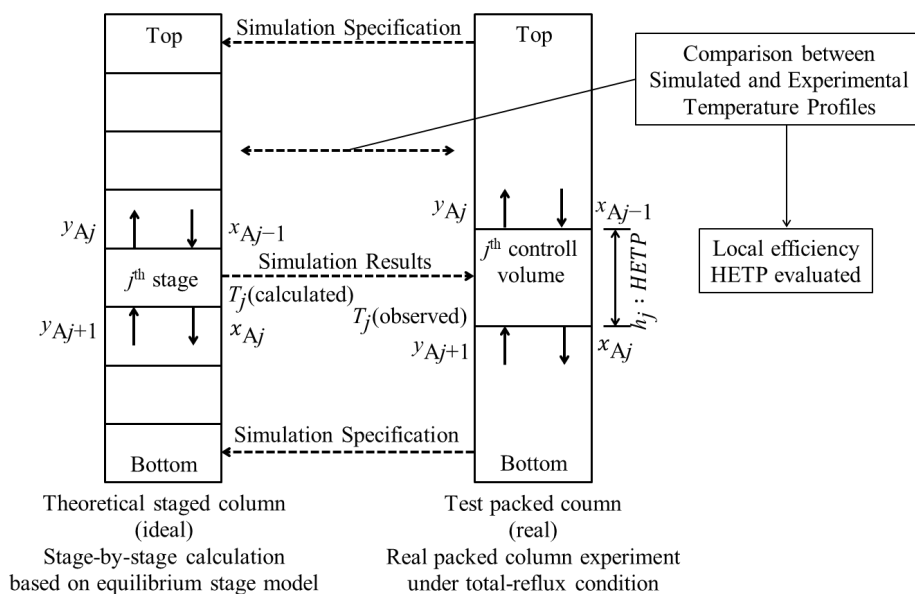 Top
Simulation Specification
Top
Comparison between
Simulated and Experimental
Temperature Profiles
yAj
xAj−1
yAj
xAj−1
jth stage
Simulation Results
jth controll
volume
hj : HETP
Local efficiency
HETP evaluated
Tj(calculated)
Tj(observed)
yAj+1
xAj
yAj+1
xAj
Simulation Specification
Bottom
Bottom
Theoretical staged column
(ideal)
Stage-by-stage calculation
based on equilibrium stage model
Test packed coumn
(real)
Real packed column experiment
under total-reflux condition